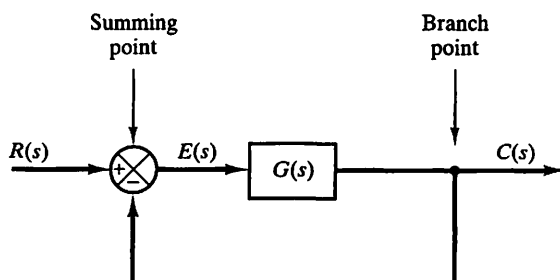 Summing
point
Branch
point
R(s)
+
−
E(s)
G(s)
C(s)